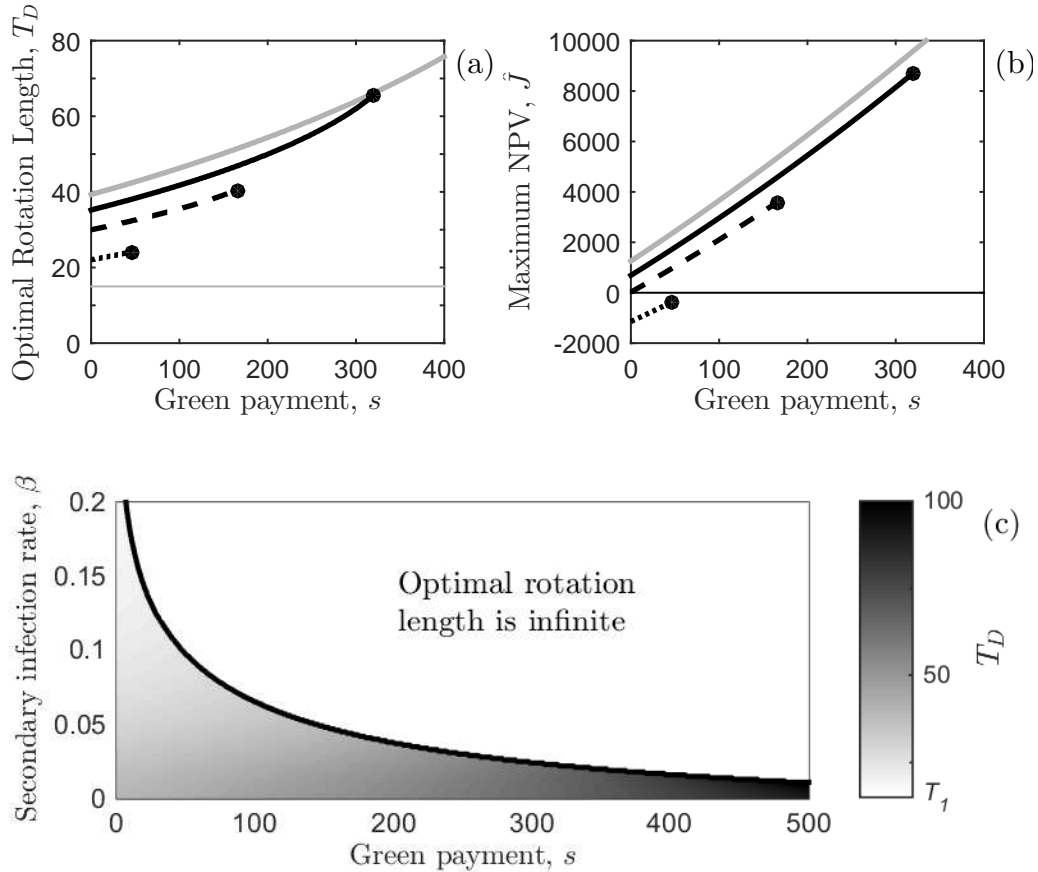 Optimal Rotation Length, T_D
80
60
40
20
0
0 100 200 300 400
Green payment, s
(a)
Maximum NPV, Ĵ
10000
8000
6000
4000
2000
0
-2000
0 100 200 300 400
Green payment, s
(b)
Secondary infection rate, β
0.2
0.15
0.1
0.05
0
0 100 200 300 400 500
Green payment, s
Optimal rotation
length is infinite
100
50
T_1
T_D
(c)